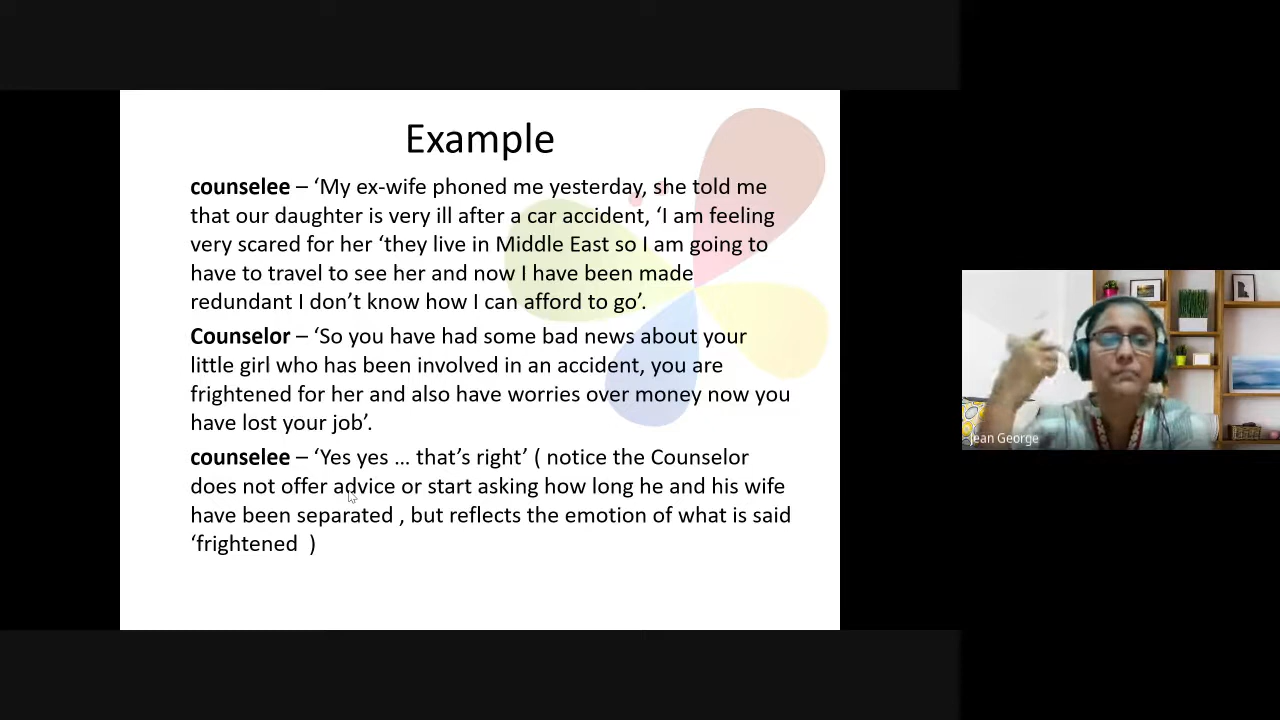 Example
counselee – ‘My ex-wife phoned me yesterday, she told me
that our daughter is very ill after a car accident, ‘I am feeling
very scared for her ‘they live in Middle East so I am going to
have to travel to see her and now I have been made
redundant I don’t know how I can afford to go’.
Counselor – ‘So you have had some bad news about your
little girl who has been involved in an accident, you are
frightened for her and also have worries over money now you
have lost your job’.
counselee – ‘Yes yes … that’s right’ ( notice the Counselor
does not offer advice or start asking how long he and his wife
have been separated , but reflects the emotion of what is said
‘frightened  )
Jean George